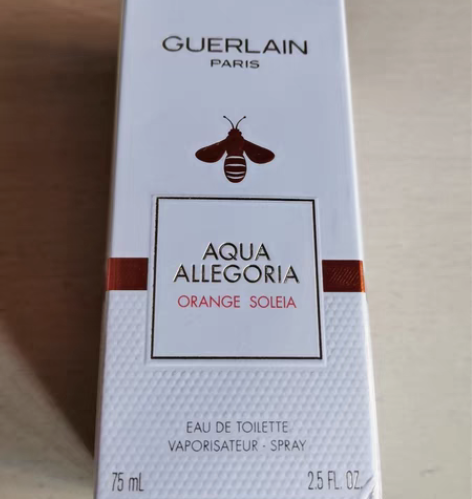 GUERLAIN
PARIS
AQUA
ALLEGORIA
ORANGE SOLEIA
EAU DE TOILETTE
VAPORISATEUR · SPRAY
75 mL 2.5 FL. OZ.